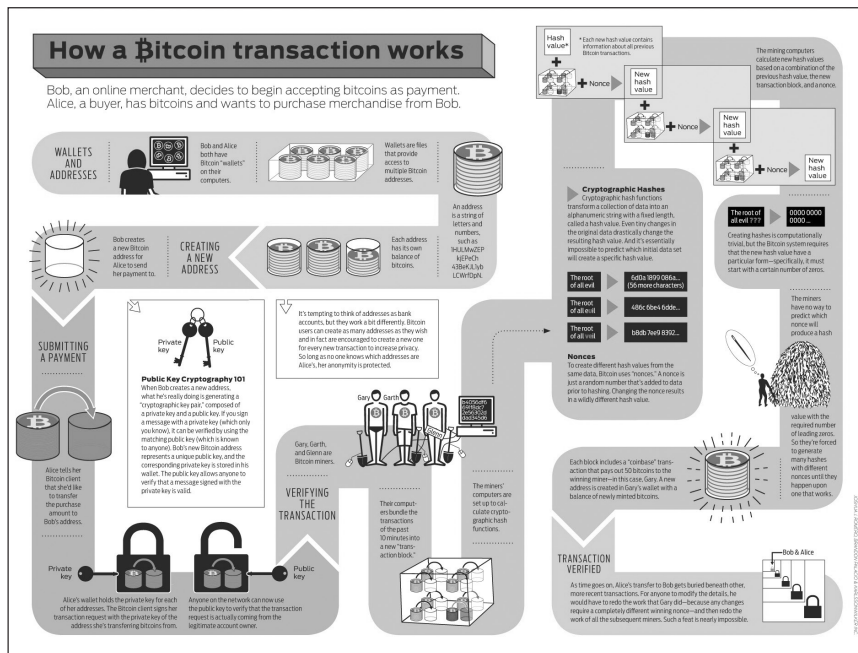 How a Bitcoin transaction works
Bob, an online merchant, decides to begin accepting bitcoins as payment.
Alice, a buyer, has bitcoins and wants to purchase merchandise from Bob.
WALLETS
AND
ADDRESSES
Bob and Alice
both have
Bitcoin "wallets"
on their
computers.
Wallets are files
that provide
access to
multiple Bitcoin
addresses.
An address
is a string of
letters and
numbers,
such as
1HULMwZEP
kjEPeCh
43BeKJL1yb
LCWrfDpN.
Each address
has its own
balance of
bitcoins.
CREATING
A NEW
ADDRESS
Bob creates
a new Bitcoin
address for
Alice to send
her payment to.
SUBMITTING
A PAYMENT
Private
key
Public
key
Public Key Cryptography 101
When Bob creates a new address,
what he's really doing is generating a
"cryptographic key pair," composed of
a private key and a public key. If you sign
a message with a private key (which only
you know), it can be verified by using the
matching public key (which is known
to anyone). Bob's new Bitcoin address
represents a unique public key, and the
corresponding private key is stored in his
wallet. The public key allows anyone to
verify that a message signed with the
private key is valid.
It's tempting to think of addresses as bank
accounts, but they work a bit differently. Bitcoin
users can create as many addresses as they wish
and in fact are encouraged to create a new one
for every new transaction to increase privacy.
So long as no one knows which addresses are
Alice's, her anonymity is protected.
Alice tells her
Bitcoin client
that she'd like
to transfer
the purchase
amount to
Bob's address.
Private
key
Public
key
Alice's wallet holds the private key for each
of her addresses. The Bitcoin client signs her
transaction request with the private key of the
address she's transferring bitcoins from.
Anyone on the network can now use
the public key to verify that the transaction
request is actually coming from the
legitimate account owner.
VERIFYING
THE
TRANSACTION
Gary, Garth,
and Glenn are
Bitcoin miners.
Gary
Garth
Glenn
Their comput-
ers bundle the
transactions
of the past
10 minutes into
a new "trans-
action block."
The miners'
computers are
set up to cal-
culate crypto-
graphic hash
functions.
Hash
value*
* Each new hash value contains
information about all previous
Bitcoin transactions.
+
+ Nonce
New
hash
value
+
+ Nonce
New
hash
value
+
+ Nonce
New
hash
value
The mining computers
calculate new hash values
based on a combination of the
previous hash value, the new
transaction block, and a nonce.
Cryptographic Hashes
Cryptographic hash functions
transform a collection of data into an
alphanumeric string with a fixed length,
called a hash value. Even tiny changes in
the original data drastically change the
resulting hash value. And it's essentially
impossible to predict which initial data set
will create a specific hash value.
The root
of all evil
6d0a 1899 086a...
(56 more characters)
The root
of all evil
486c 6be4 6dde...
The root
of all evil
b8db 7ee9 8392...
Nonces
To create different hash values from the
same data, Bitcoin uses "nonces." A nonce is
just a random number that's added to data
prior to hashing. Changing the nonce results
in a wildly different hash value.
The root of
all evil ???
0000 0000
0000...
Creating hashes is computationally
trivial, but the Bitcoin system requires
that the new hash value have a
particular form—specifically, it must
start with a certain number of zeros.
The miners
have no way to
predict which
nonce will
produce a hash
value with the
required number
of leading zeros.
So they're forced to
generate many
hashes with
different
nonces until they
happen upon
one that works.
Each block includes a "coinbase" trans-
action that pays out 50 bitcoins to the
winning miner—in this case, Gary. A new
address is created in Gary's wallet with a
balance of newly minted bitcoins.
TRANSACTION
VERIFIED
Bob & Alice
As time goes on, Alice's transfer to Bob gets buried beneath other,
more recent transactions. For anyone to modify the details, he
would have to redo the work that Gary did—because any changes
require a completely different winning nonce—and then redo the
work of all the subsequent miners. Such a feat is nearly impossible.